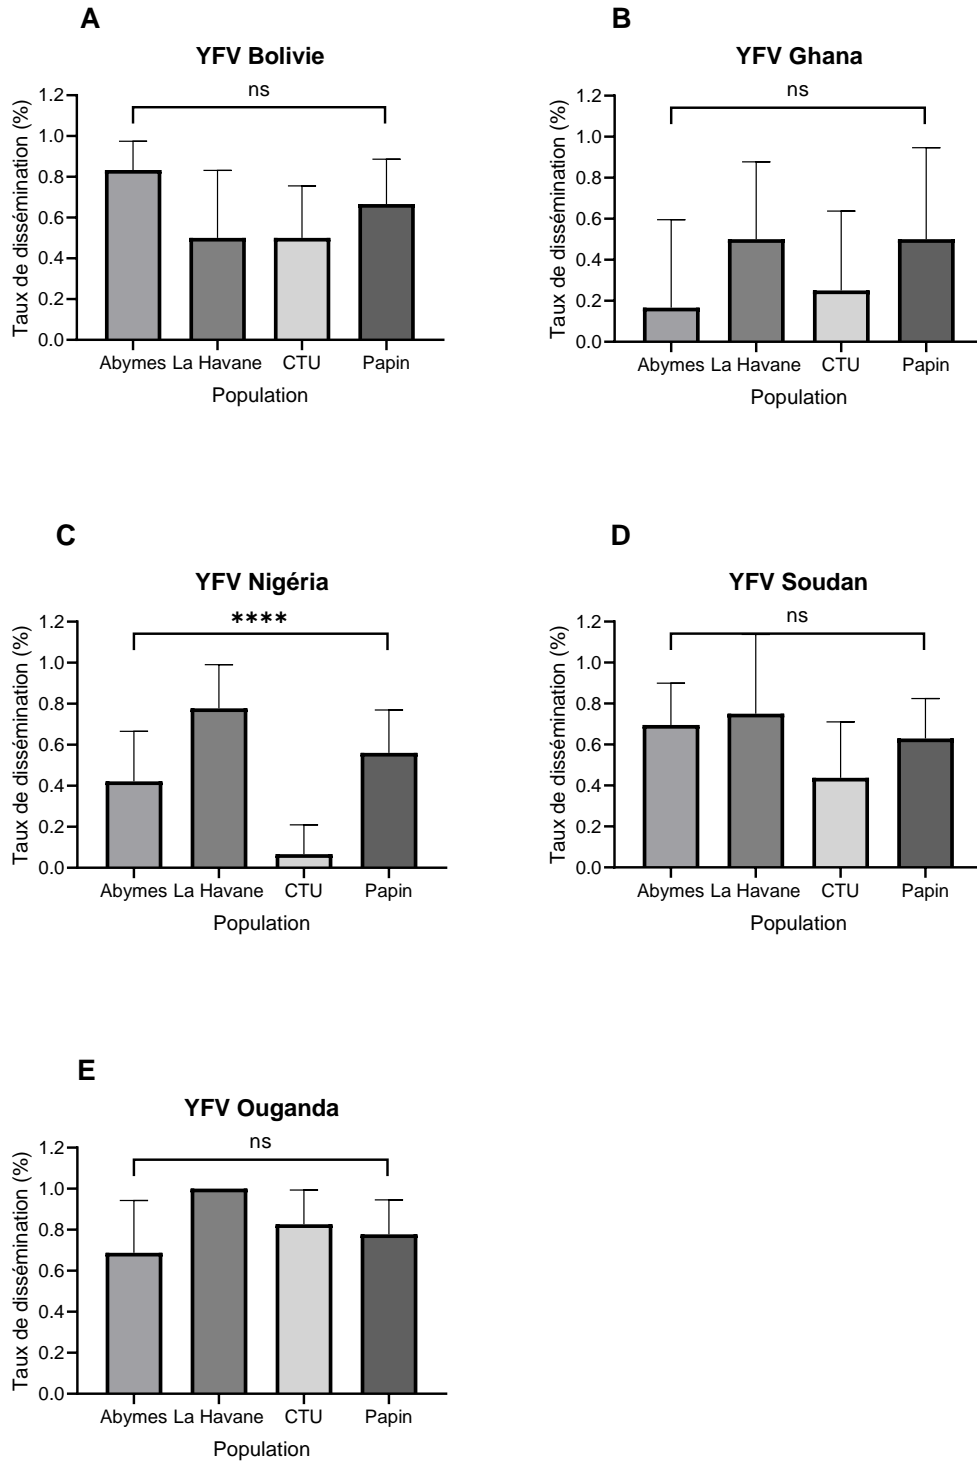 A
YFV Bolivie
ns
Taux de dissémination (%)
1.2
1.0
0.8
0.6
0.4
0.2
0.0
Abymes La Havane CTU Papin
Population
B
YFV Ghana
ns
Taux de dissémination (%)
1.2
1.0
0.8
0.6
0.4
0.2
0.0
Abymes La Havane CTU Papin
Population
C
YFV Nigéria
****
Taux de dissémination (%)
1.2
1.0
0.8
0.6
0.4
0.2
0.0
Abymes La Havane CTU Papin
Population
D
YFV Soudan
ns
Taux de dissémination (%)
1.2
1.0
0.8
0.6
0.4
0.2
0.0
Abymes La Havane CTU Papin
Population
E
YFV Ouganda
ns
Taux de dissémination (%)
1.2
1.0
0.8
0.6
0.4
0.2
0.0
Abymes La Havane CTU Papin
Population